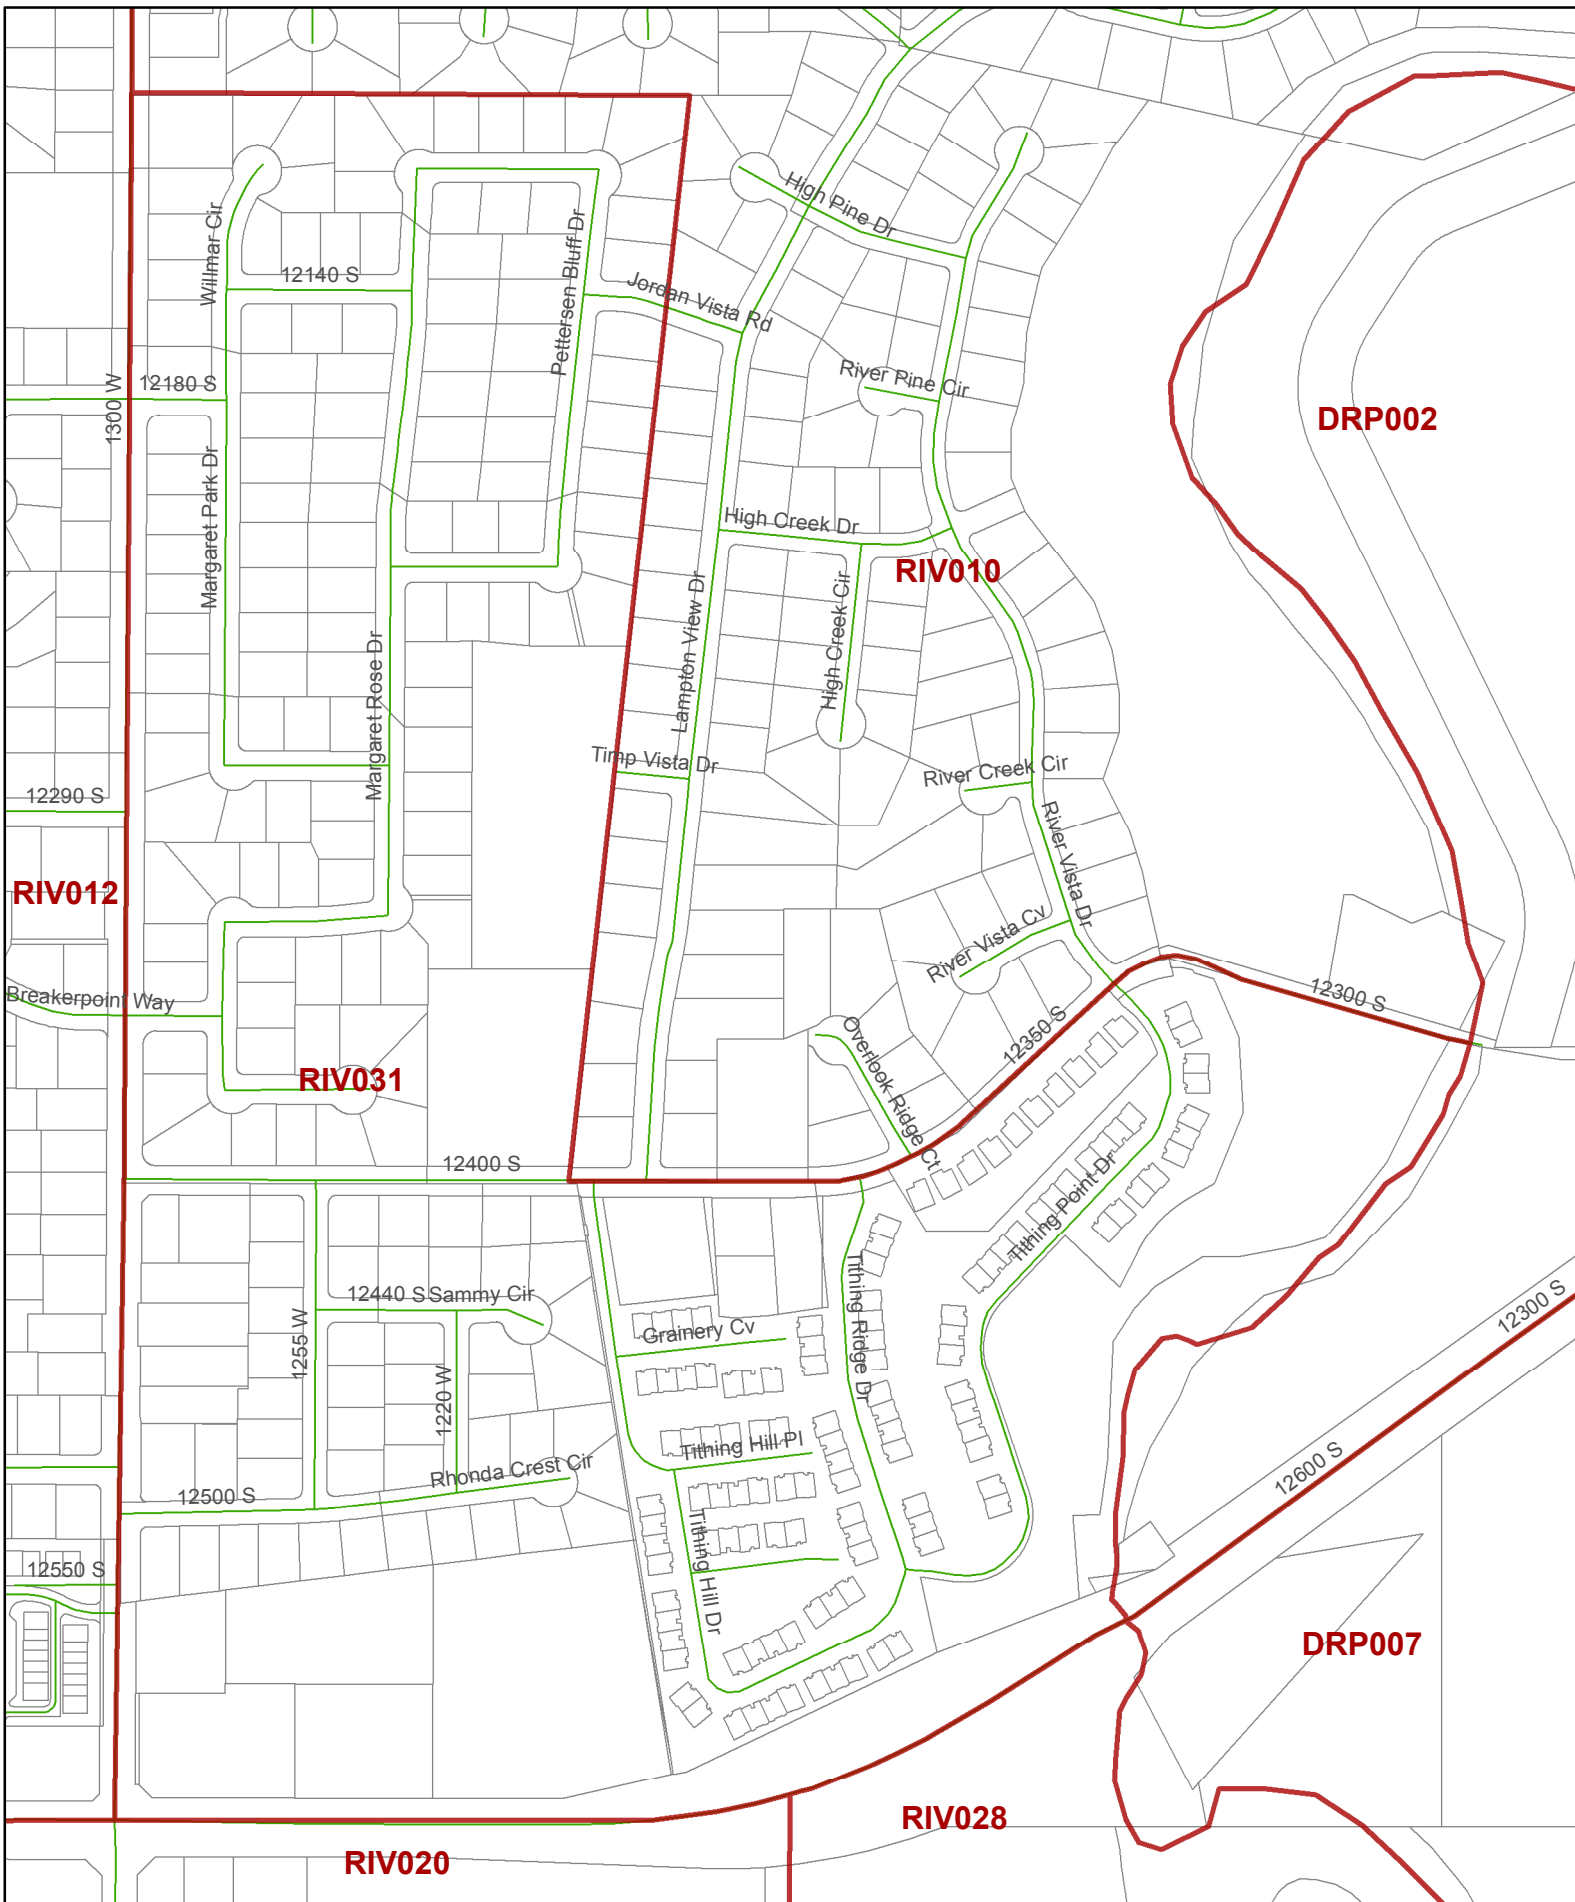 High Pine Dr
Willmar Cir
Pettersen Bluff Dr
12140 S
Jordan Vista Rd
River Pine Cir
12180 S
1300 W
DRP002
Margaret Park Dr
High Creek Dr
RIV010
High Creek Cir
Lampton View Dr
Margaret Rose Dr
Timp Vista Dr
River Creek Cir
12290 S
River Vista Dr
RIV012
River Vista Cv
Breakerpoint Way
12300 S
12350 S
Overlook Ridge Ct
RIV031
12400 S
Tithing Point Dr
12440 S
Sammy Cir
Tithing Ridge Dr
12300 S
Grainery Cv
1255 W
1220 W
Tithing Hill Pl
Rhonda Crest Cir
12600 S
12500 S
Tithing Hill Dr
12550 S
DRP007
RIV028
RIV020